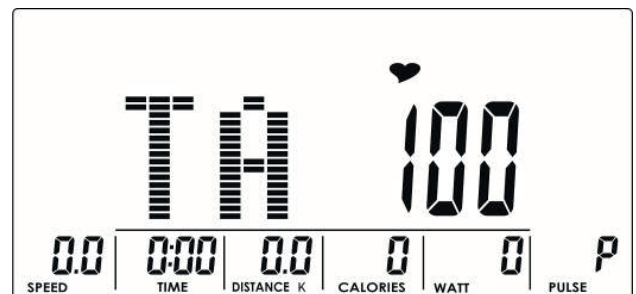 TA 100
0.0 0:00 0.0 0 0 P
SPEED TIME DISTANCE K CALORIES WATT PULSE